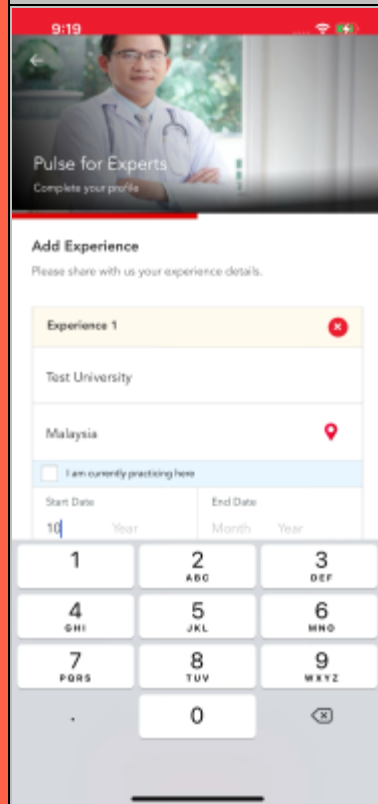 9:19
Pulse for Experts
Complete your profile
Add Experience
Please share with us your experience details.
Experience 1
Test University
Malaysia
I am currently practicing here
Start Date End Date
10 Year Month Year
1 2 3
ABC DEF
4 5 6
GHI JKL MNO
7 8 9
PQRS TUV WXYZ
. 0